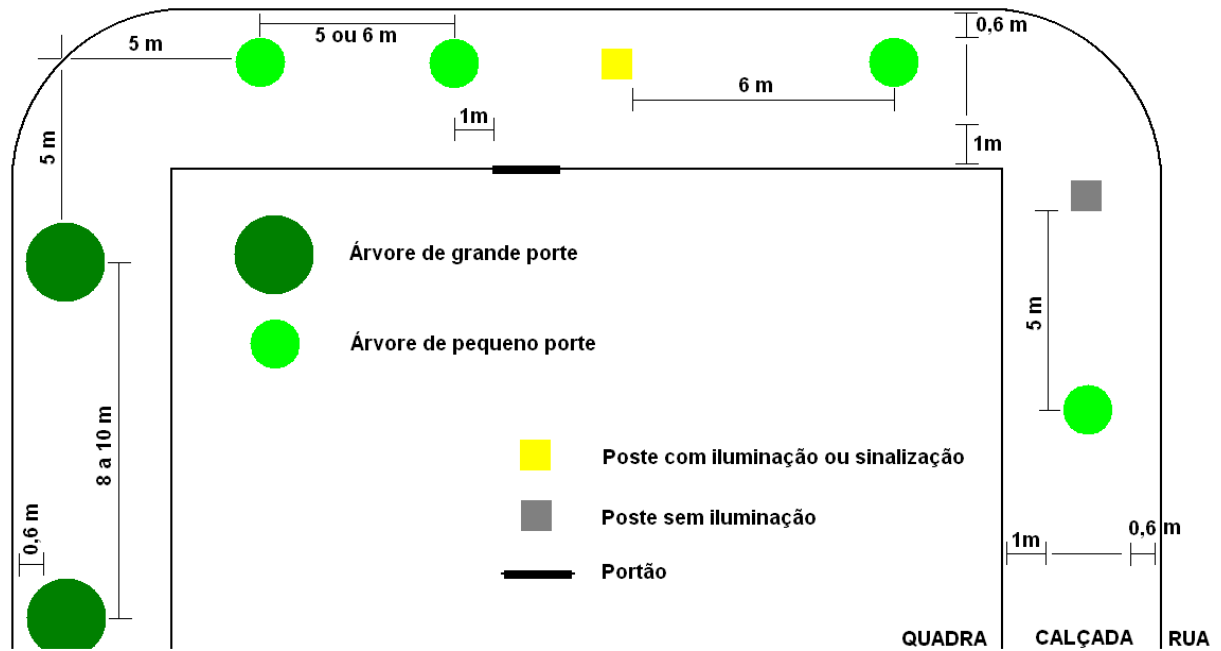 0,6 m
5 m
5 ou 6 m
6 m
1m
1m
5 m
Árvore de grande porte
Árvore de pequeno porte
5 m
8 a 10 m
Poste com iluminação ou sinalização
Poste sem iluminação
0,6 m
1m
0,6 m
Portão
QUADRA
CALÇADA
RUA